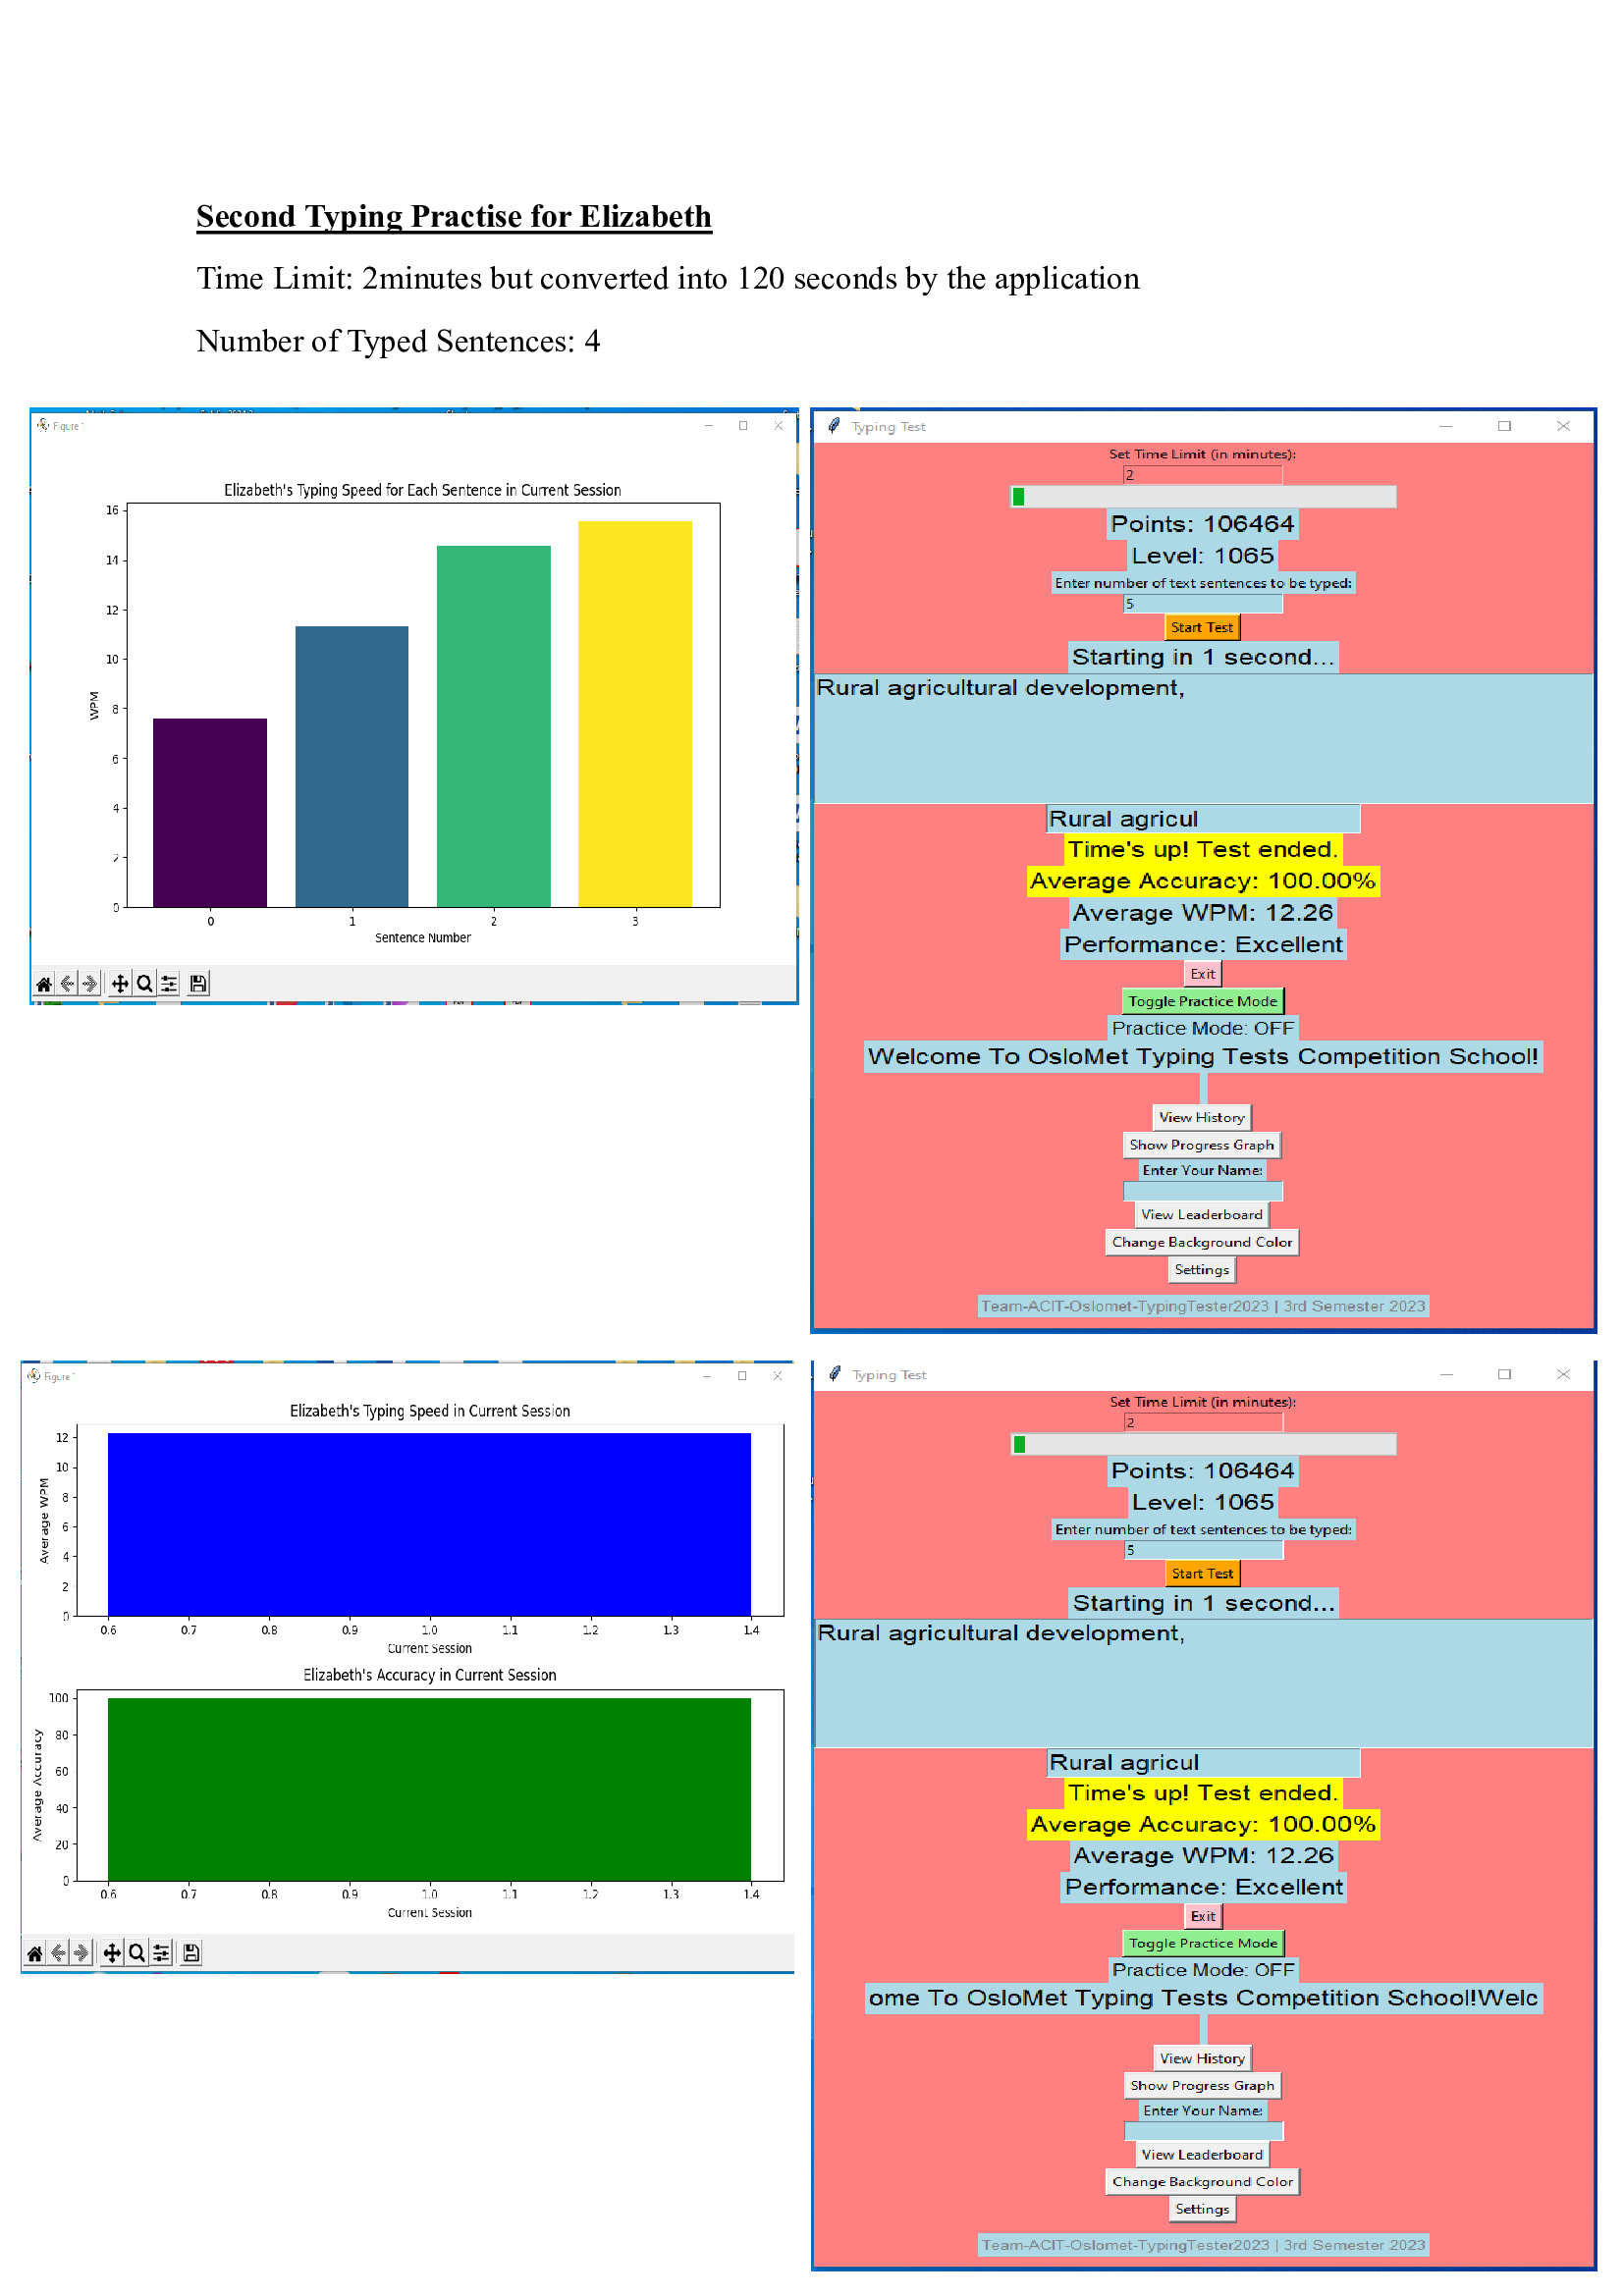 Second Typing Practise for Elizabeth
Time Limit: 2minutes but converted into 120 seconds by the application
Number of Typed Sentences: 4
Figure 1
Elizabeth's Typing Speed for Each Sentence in Current Session
16
14
12
10
8
6
4
2
0
WPM
0 1 2 3
Sentence Number
Typing Test
Set Time Limit (in minutes):
2
Points: 106464
Level: 1065
Enter number of text sentences to be typed:
5
Start Test
Starting in 1 second...
Rural agricultural development,
Rural agricul
Time's up! Test ended.
Average Accuracy: 100.00%
Average WPM: 12.26
Performance: Excellent
Exit
Toggle Practice Mode
Practice Mode: OFF
Welcome To OsloMet Typing Tests Competition School!
View History
Show Progress Graph
Enter Your Name:
View Leaderboard
Change Background Color
Settings
Team-ACIT-Oslomet-TypingTester2023 | 3rd Semester 2023
Figure 1
Elizabeth's Typing Speed in Current Session
12
10
8
6
4
2
0
Average WPM
0.6 0.7 0.8 0.9 1.0 1.1 1.2 1.3 1.4
Current Session
Elizabeth's Accuracy in Current Session
100
80
60
40
20
0
Average Accuracy
0.6 0.7 0.8 0.9 1.0 1.1 1.2 1.3 1.4
Current Session
Typing Test
Set Time Limit (in minutes):
2
Points: 106464
Level: 1065
Enter number of text sentences to be typed:
5
Start Test
Starting in 1 second...
Rural agricultural development,
Rural agricul
Time's up! Test ended.
Average Accuracy: 100.00%
Average WPM: 12.26
Performance: Excellent
Exit
Toggle Practice Mode
Practice Mode: OFF
ome To OsloMet Typing Tests Competition School!Welc
View History
Show Progress Graph
Enter Your Name:
View Leaderboard
Change Background Color
Settings
Team-ACIT-Oslomet-TypingTester2023 | 3rd Semester 2023